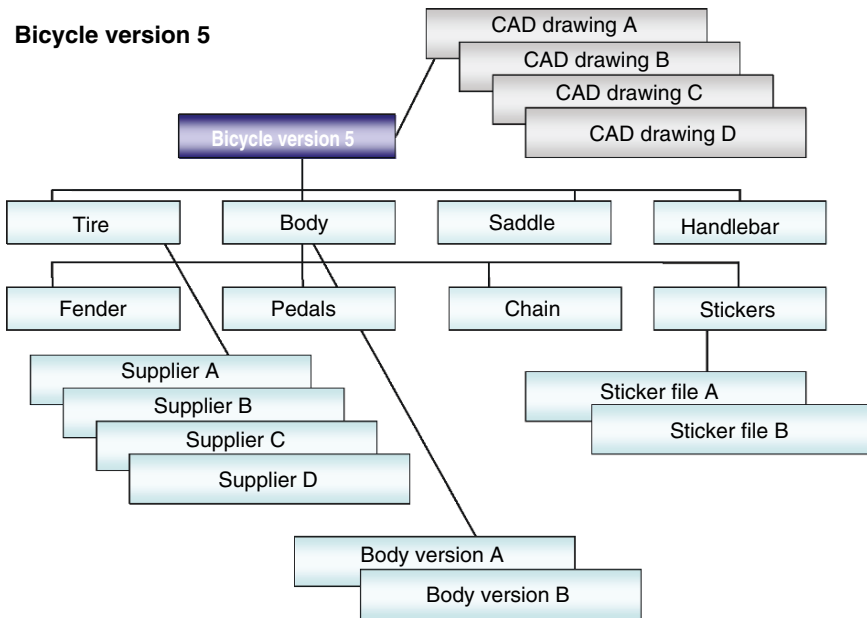 Bicycle version 5
CAD drawing A
CAD drawing B
CAD drawing C
CAD drawing D
Bicycle version 5
Tire
Body
Saddle
Handlebar
Fender
Pedals
Chain
Stickers
Supplier A
Supplier B
Supplier C
Supplier D
Sticker file A
Sticker file B
Body version A
Body version B